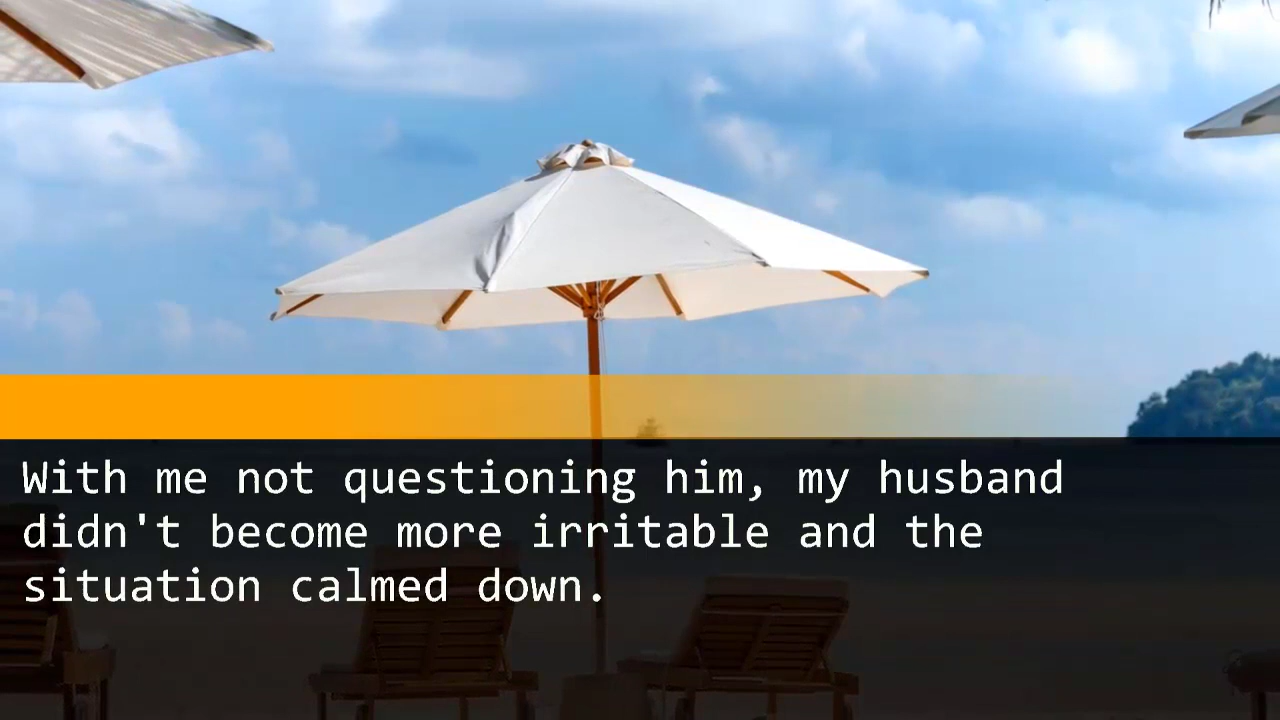 With me not questioning him, my husband
didn't become more irritable and the
situation calmed down.